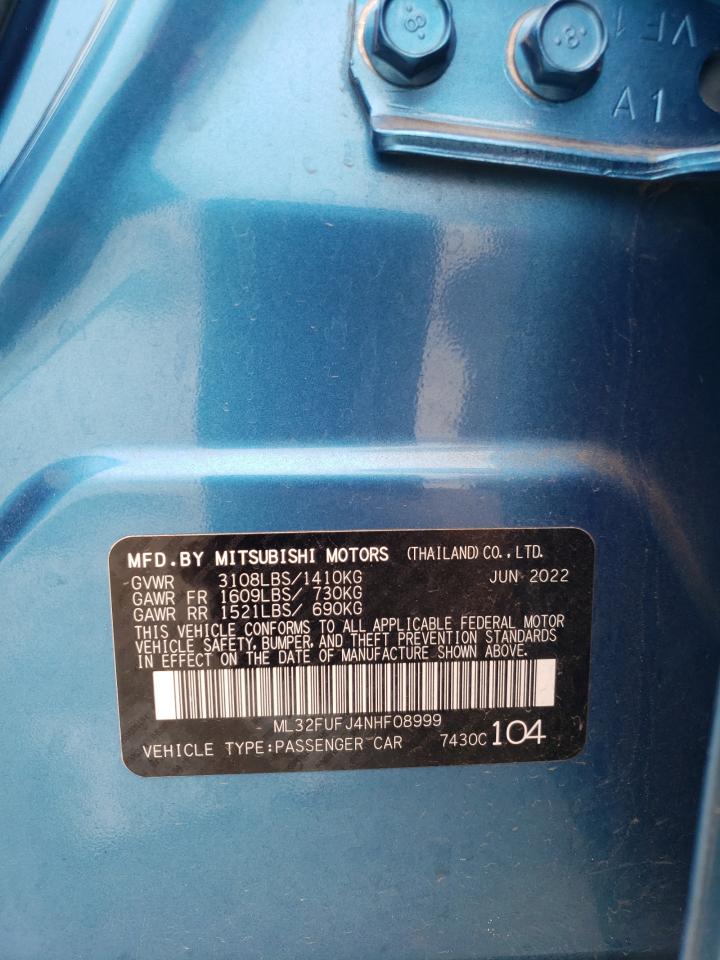 8
8
VF1
A1
MFD.BY MITSUBISHI MOTORS (THAILAND)CO.,LTD.
GVWR 3108LBS/1410KG JUN 2022
GAWR FR 1609LBS/ 730KG
GAWR RR 1521LBS/ 690KG
THIS VEHICLE CONFORMS TO ALL APPLICABLE FEDERAL MOTOR
VEHICLE SAFETY, BUMPER, AND THEFT PREVENTION STANDARDS
IN EFFECT ON THE DATE OF MANUFACTURE SHOWN ABOVE.
ML32FUFJ4NHF08999
VEHICLE TYPE:PASSENGER CAR 7430C 104